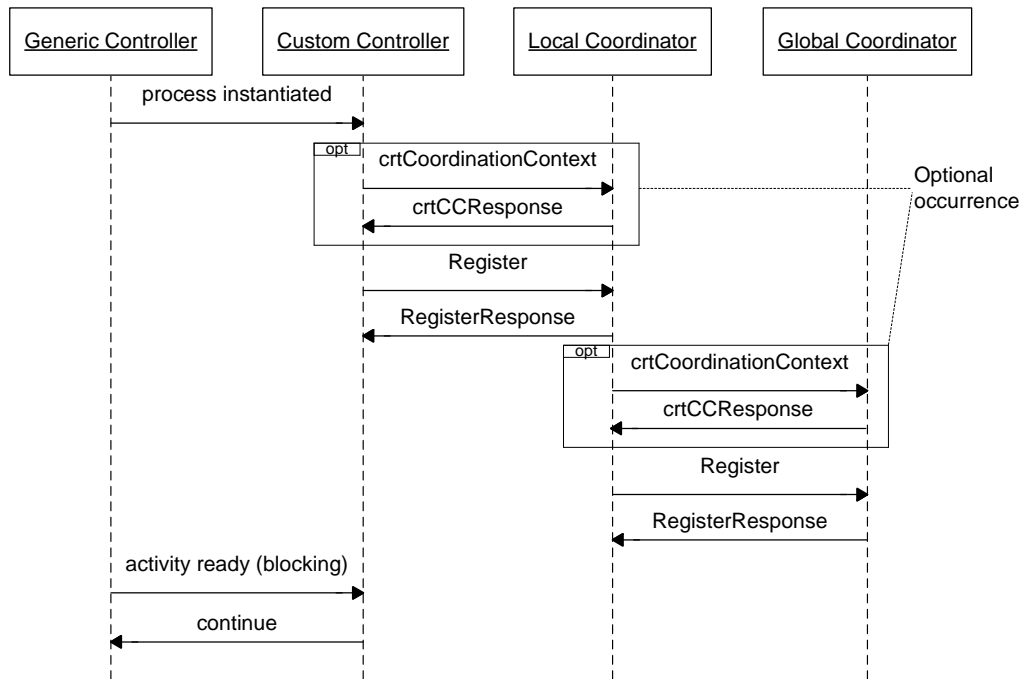 Generic Controller
Custom Controller
Local Coordinator
Global Coordinator
process instantiated
opt
crtCoordinationContext
Optional
occurrence
crtCCResponse
Register
RegisterResponse
opt
crtCoordinationContext
crtCCResponse
Register
RegisterResponse
activity ready (blocking)
continue